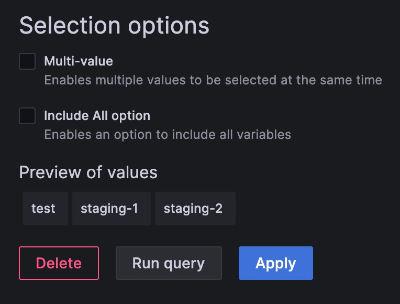 Selection options
Multi-value
Enables multiple values to be selected at the same time
Include All option
Enables an option to include all variables
Preview of values
test staging-1 staging-2
Delete Run query Apply